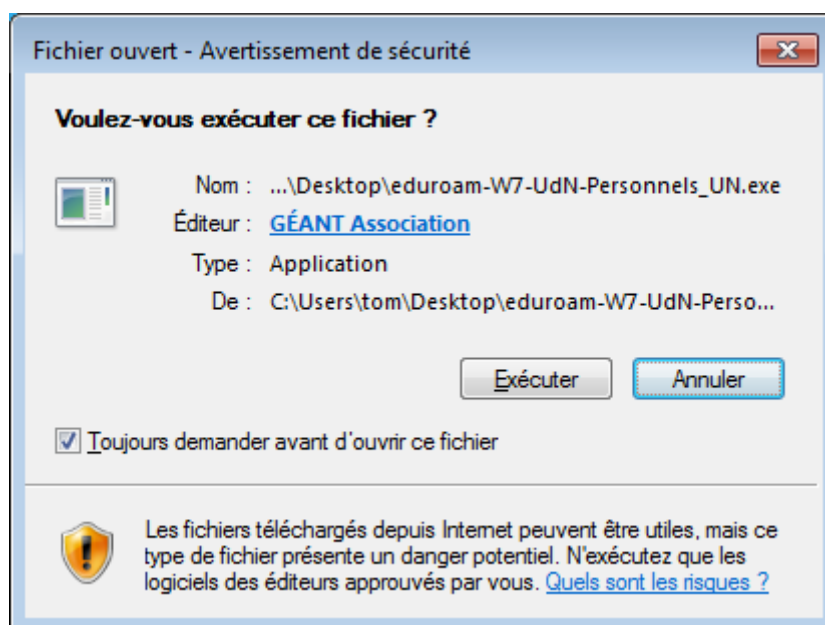 Fichier ouvert - Avertissement de sécurité
Voulez-vous exécuter ce fichier ?
Nom : ...\Desktop\eduroam-W7-UdN-Personnels_UN.exe
Éditeur : GÉANT Association
Type : Application
De : C:\Users\tom\Desktop\eduroam-W7-UdN-Perso...
Exécuter Annuler
Toujours demander avant d'ouvrir ce fichier
Les fichiers téléchargés depuis Internet peuvent être utiles, mais ce
type de fichier présente un danger potentiel. N'exécutez que les
logiciels des éditeurs approuvés par vous. Quels sont les risques ?